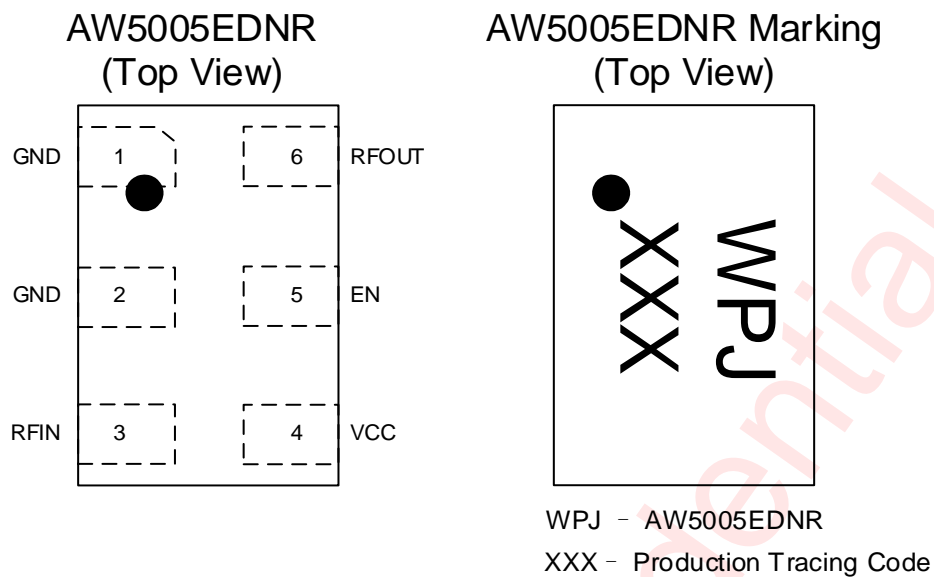 AW5005EDNR
(Top View)
GND 1 6 RFOUT
GND 2 5 EN
RFIN 3 4 VCC
AW5005EDNR Marking
(Top View)
WPJ
XXX
WPJ － AW5005EDNR
XXX － Production Tracing Code